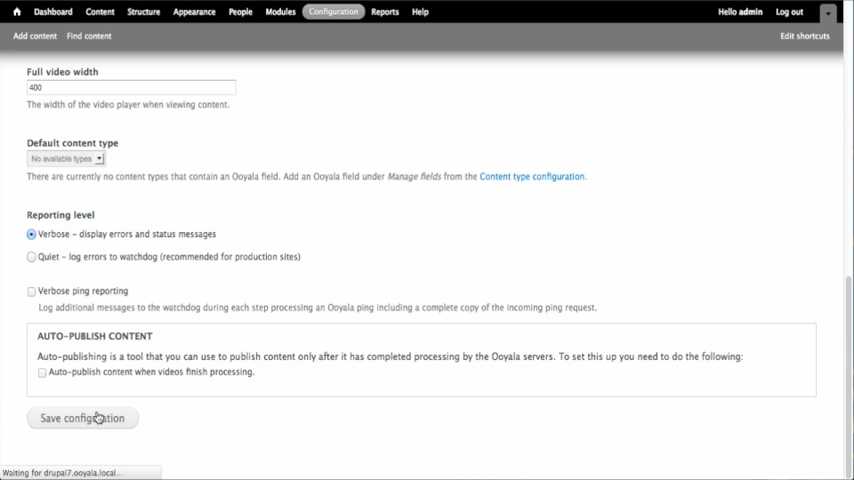 Dashboard Content Structure Appearance People Modules Configuration Reports Help Hello admin Log out
Add content Find content Edit shortcuts
Full video width
400
The width of the video player when viewing content.
Default content type
No available types
There are currently no content types that contain an Ooyala field. Add an Ooyala field under Manage fields from the Content type configuration.
Reporting level
Verbose – display errors and status messages
Quiet – log errors to watchdog (recommended for production sites)
Verbose ping reporting
Log additional messages to the watchdog during each step processing an Ooyala ping including a complete copy of the incoming ping request.
AUTO-PUBLISH CONTENT
Auto-publishing is a tool that you can use to publish content only after it has completed processing by the Ooyala servers. To set this up you need to do the following:
Auto-publish content when videos finish processing.
Save configuration
Waiting for drupal7.ooyala.local...